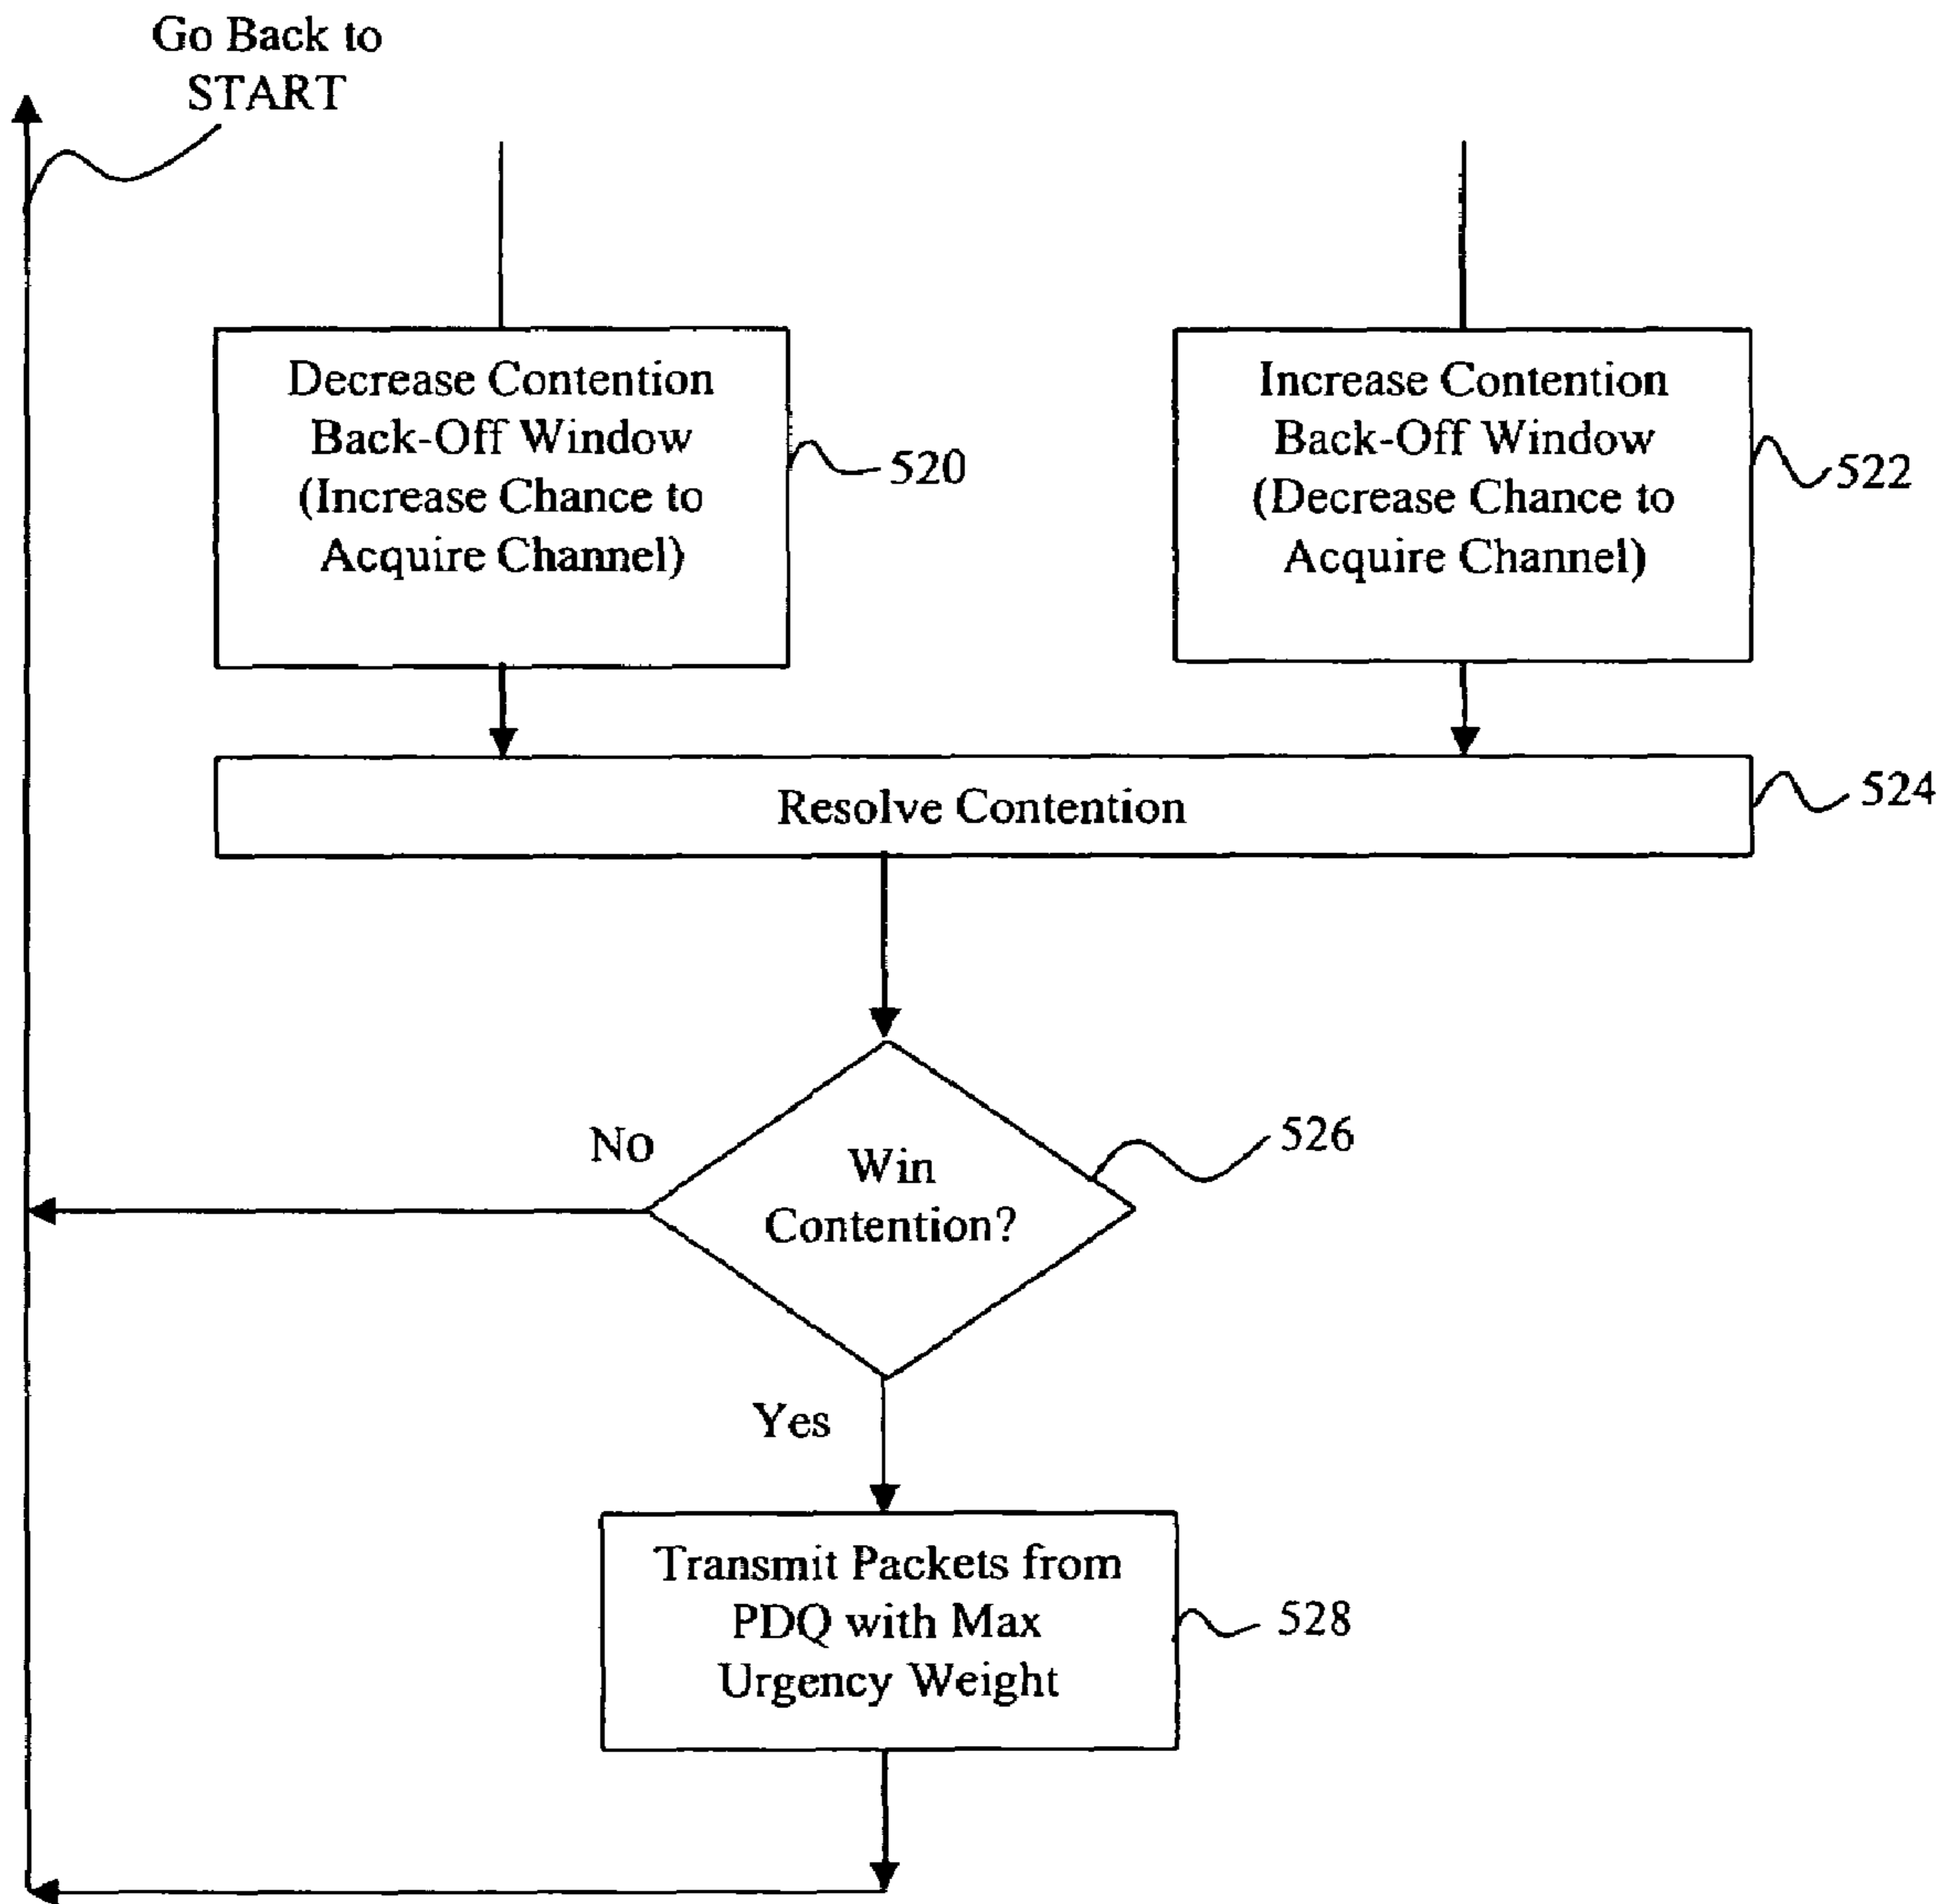 Go Back to
START
Decrease Contention
Back-Off Window
(Increase Chance to
Acquire Channel)
520
Increase Contention
Back-Off Window
(Decrease Chance to
Acquire Channel)
522
Resolve Contention
524
No
Win
Contention?
526
Yes
Transmit Packets from
PDQ with Max
Urgency Weight
528